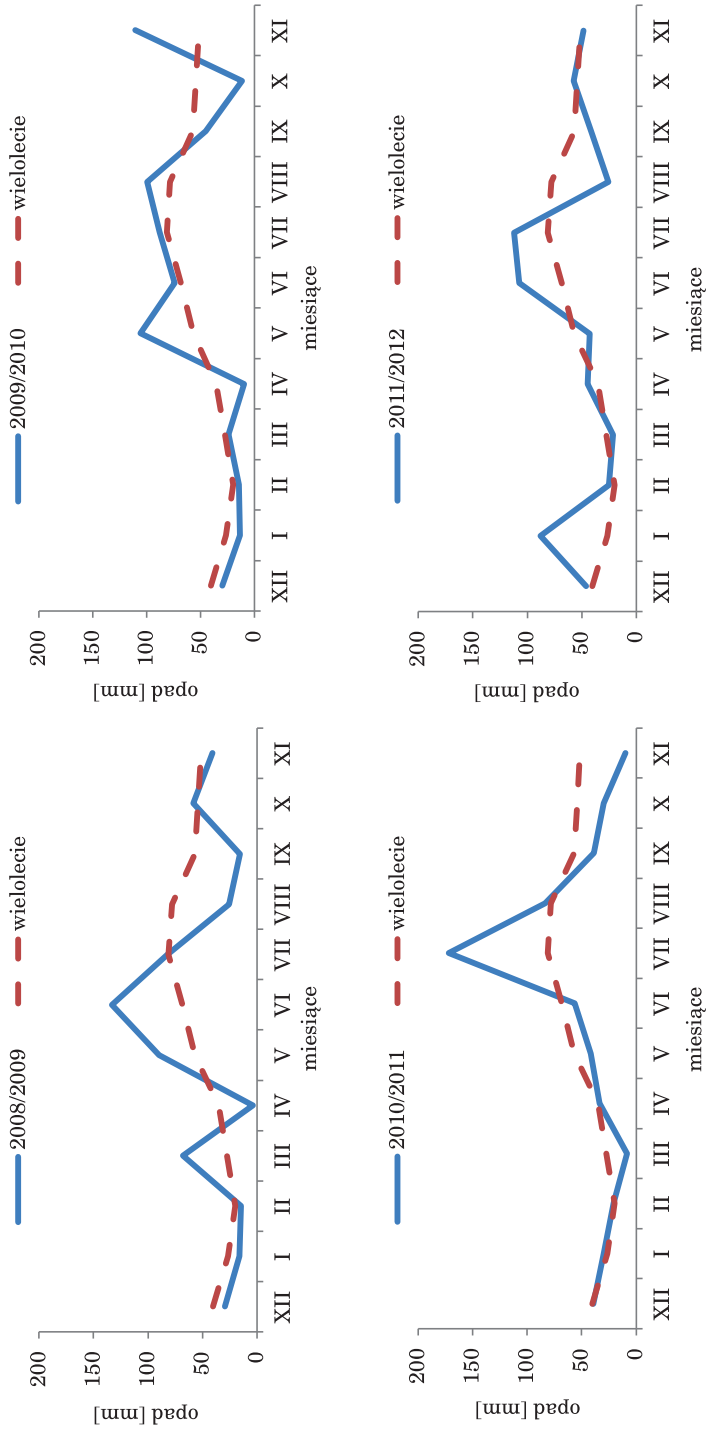 2008/2009 wielolecie
200
150
100
50
0
opad [mm]
XII I II III IV V VI VII VIII IX X XI
miesiące
2009/2010 wielolecie
200
150
100
50
0
opad [mm]
XII I II III IV V VI VII VIII IX X XI
miesiące
2010/2011 wielolecie
200
150
100
50
0
opad [mm]
XII I II III IV V VI VII VIII IX X XI
miesiące
2011/2012 wielolecie
200
150
100
50
0
opad [mm]
XII I II III IV V VI VII VIII IX X XI
miesiące